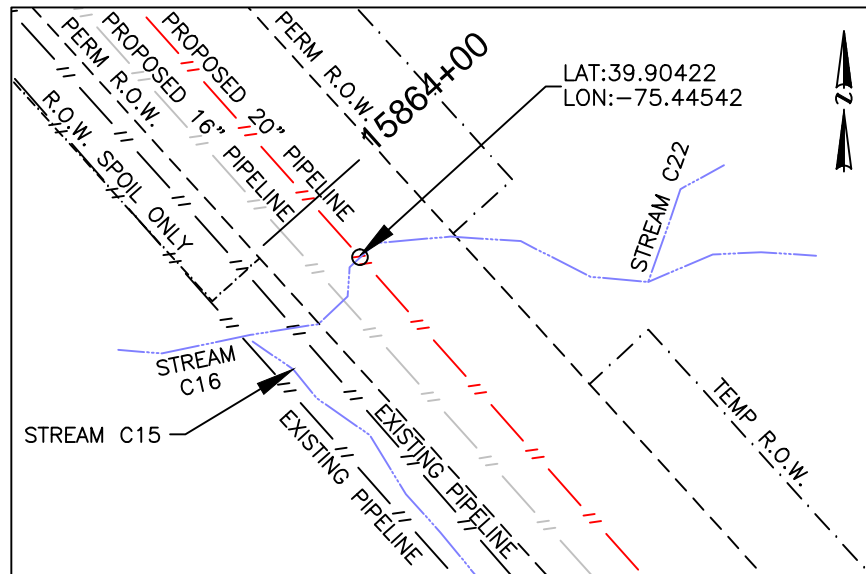 PERM R.O.W.
PROPOSED 20" PIPELINE
PROPOSED 16" PIPELINE
PERM R.O.W.
R.O.W. SPOIL ONLY
15864+00
LAT:39.90422
LON:-75.44542
N
STREAM C22
STREAM
C16
STREAM C15
EXISTING PIPELINE
EXISTING PIPELINE
TEMP R.O.W.